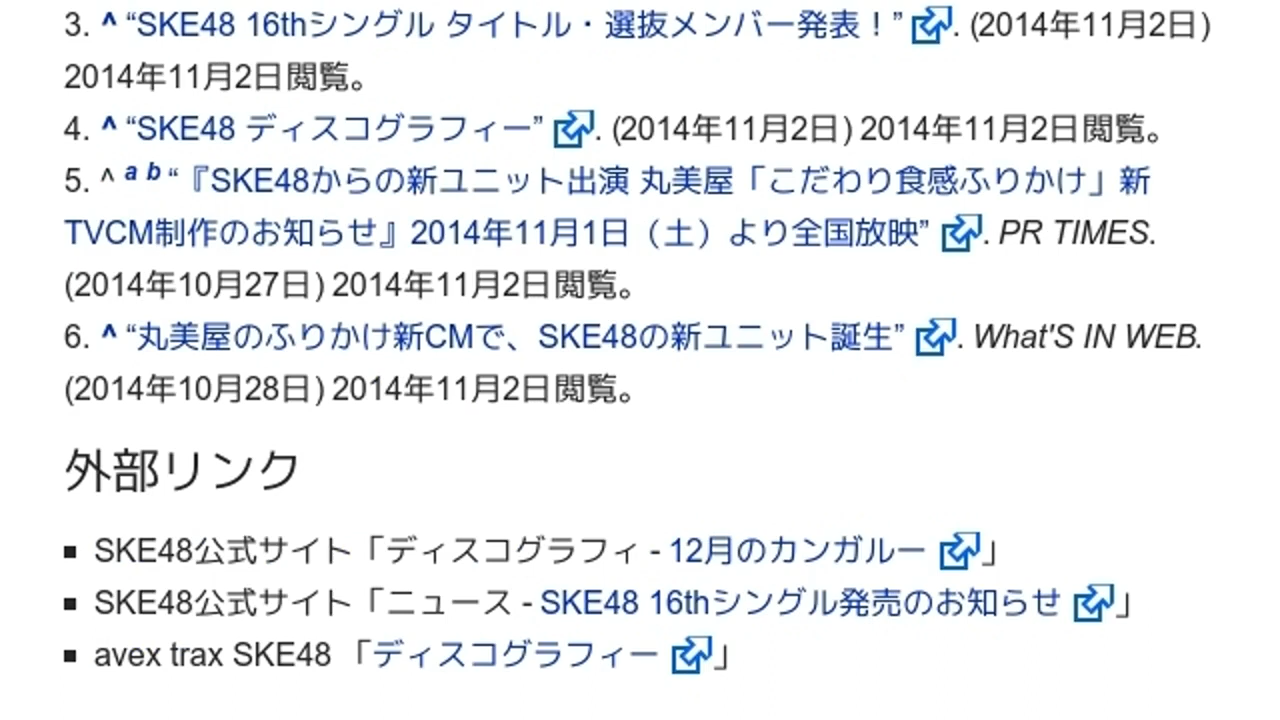 3. ^ “SKE48 16thシングル タイトル・選抜メンバー発表！”. (2014年11月2日)
2014年11月2日閲覧。
4. ^ “SKE48 ディスコグラフィー”. (2014年11月2日) 2014年11月2日閲覧。
5. ^ a b “『SKE48からの新ユニット出演 丸美屋「こだわり食感ふりかけ」新
TVCM制作のお知らせ』2014年11月1日（土）より全国放映”. PR TIMES.
(2014年10月27日) 2014年11月2日閲覧。
6. ^ “丸美屋のふりかけ新CMで、SKE48の新ユニット誕生”. What'S IN WEB.
(2014年10月28日) 2014年11月2日閲覧。
外部リンク
■ SKE48公式サイト「ディスコグラフィ - 12月のカンガルー」
■ SKE48公式サイト「ニュース - SKE48 16thシングル発売のお知らせ」
■ avex trax SKE48 「ディスコグラフィー」